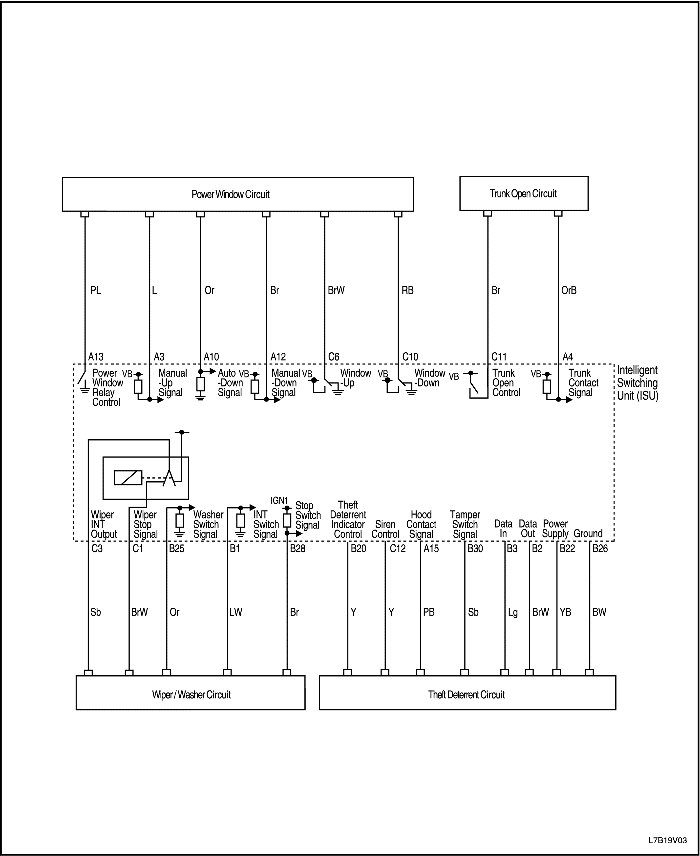 Power Window Circuit
Trunk Open Circuit
PL L Or Br BrW RB Br OrB
A13 A3 A10 A12 C6 C10 C11 A4
Power
Window
Relay
Control
VB
Manual
-Up
Signal
Auto
-Down
Signal
VB
Manual
-Down
Signal
VB
Window
-Up
VB
Window
-Down
VB
Trunk
Open
Control
VB
Trunk
Contact
Signal
Intelligent
Switching
Unit (ISU)
Wiper
INT
Output
Wiper
Stop
Signal
Washer
Switch
Signal
INT
Switch
Signal
IGN1
Stop
Switch
Signal
Theft
Deterrent
Indicator
Control
Siren
Control
Hood
Contact
Signal
Tamper
Switch
Signal
Data
In
Data
Out
Power
Supply
Ground
C3 C1 B25 B1 B28 B20 C12 A15 B30 B3 B2 B22 B26
Sb BrW Or LW Br Y Y PB Sb Lg BrW YB BW
Wiper / Washer Circuit
Theft Deterrent Circuit
L7B19V03